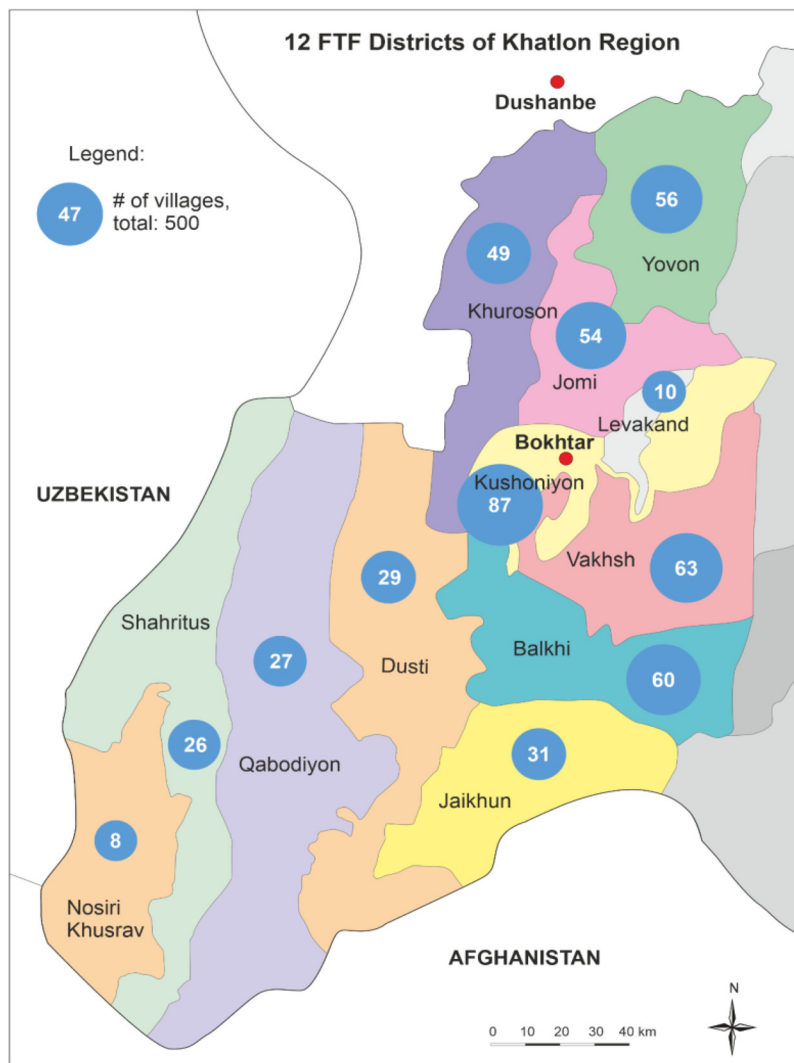 12 FTF Districts of Khatlon Region
Dushanbe
Legend:
47
# of villages,
total: 500
56
Yovon
49
Khuroson
54
Jomi
10
Levakand
Bokhtar
Kushoniyon
87
UZBEKISTAN
Vakhsh
63
29
Shahritus
27
Dusti
Balkhi
60
26
Qabodiyon
31
Jaikhun
8
Nosiri
Khusrav
AFGHANISTAN
N
0 10 20 30 40 km